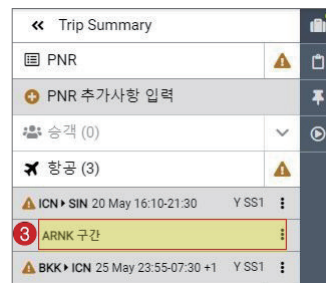 « Trip Summary
PNR
PNR 추가사항 입력
승객 (0)
항공 (3)
ICN ▸ SIN 20 May 16:10-21:30 Y SS1
3 ARNK 구간
BKK ▸ ICN 25 May 23:55-07:30 +1 Y SS1